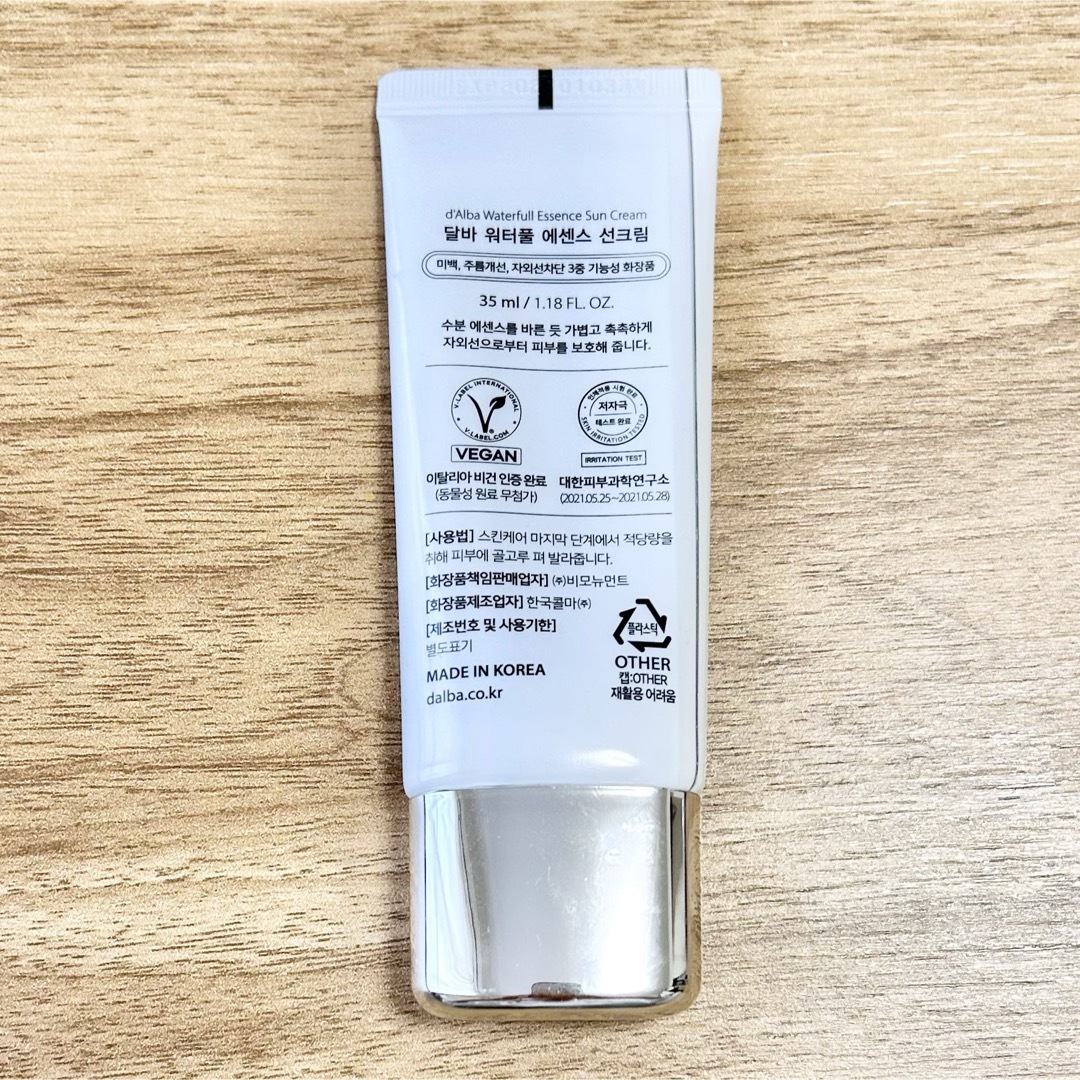 d'Alba Waterfull Essence Sun Cream
달바 워터풀 에센스 선크림
미백, 주름개선, 자외선차단 3중 기능성 화장품
35 ml / 1.18 FL. OZ.
수분 에센스를 바른 듯 가볍고 촉촉하게
자외선으로부터 피부를 보호해 줍니다.
V-LABEL INTERNATIONAL
V-LABEL.COM
VEGAN
이탈리아 비건 인증 완료
(동물성 원료 무첨가)
인체적용 시험 완료
저자극
테스트 완료
SKIN IRRITATION TESTED
IRRITATION TEST
대한피부과학연구소
(2021.05.25~2021.05.28)
[사용법] 스킨케어 마지막 단계에서 적당량을
취해 피부에 골고루 펴 발라줍니다.
[화장품책임판매업자] ㈜비모뉴먼트
[화장품제조업자] 한국콜마㈜
[제조번호 및 사용기한]
별도표기
MADE IN KOREA
dalba.co.kr
플라스틱
OTHER
캡:OTHER
재활용 어려움